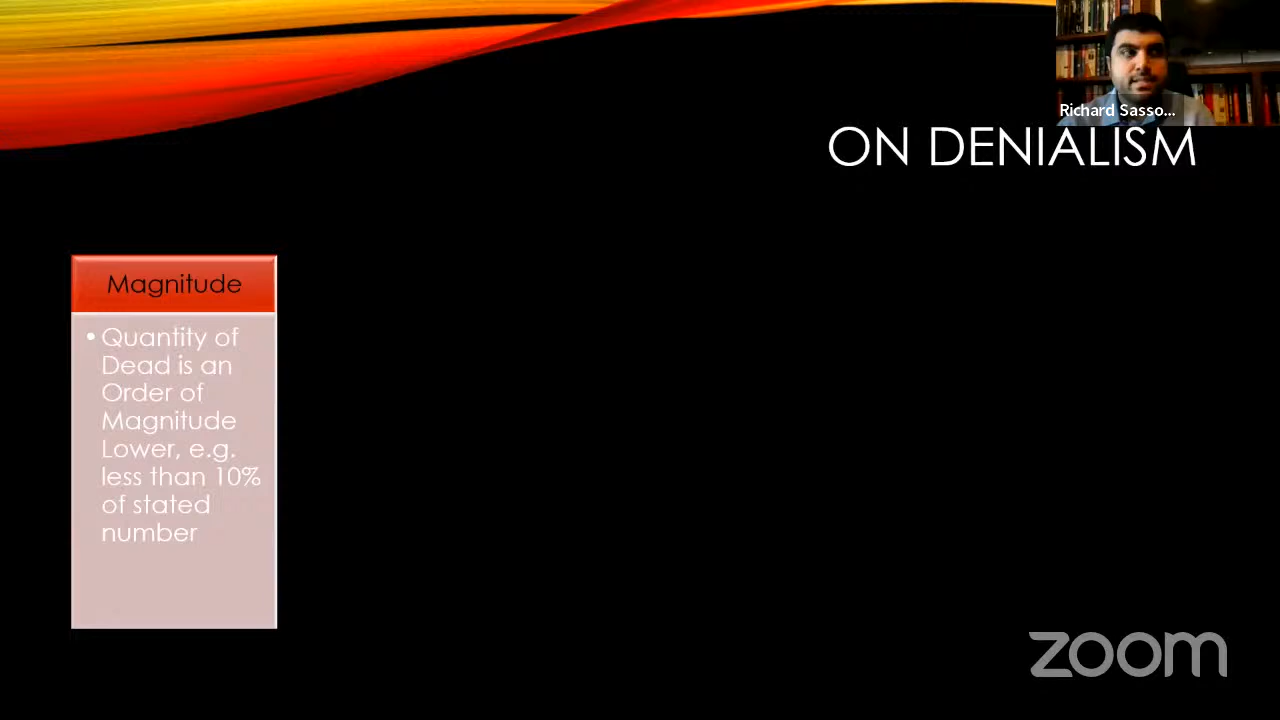 Richard Sasso...
ON DENIALISM
Magnitude
• Quantity of
Dead is an
Order of
Magnitude
Lower, e.g.
less than 10%
of stated
number
zoom